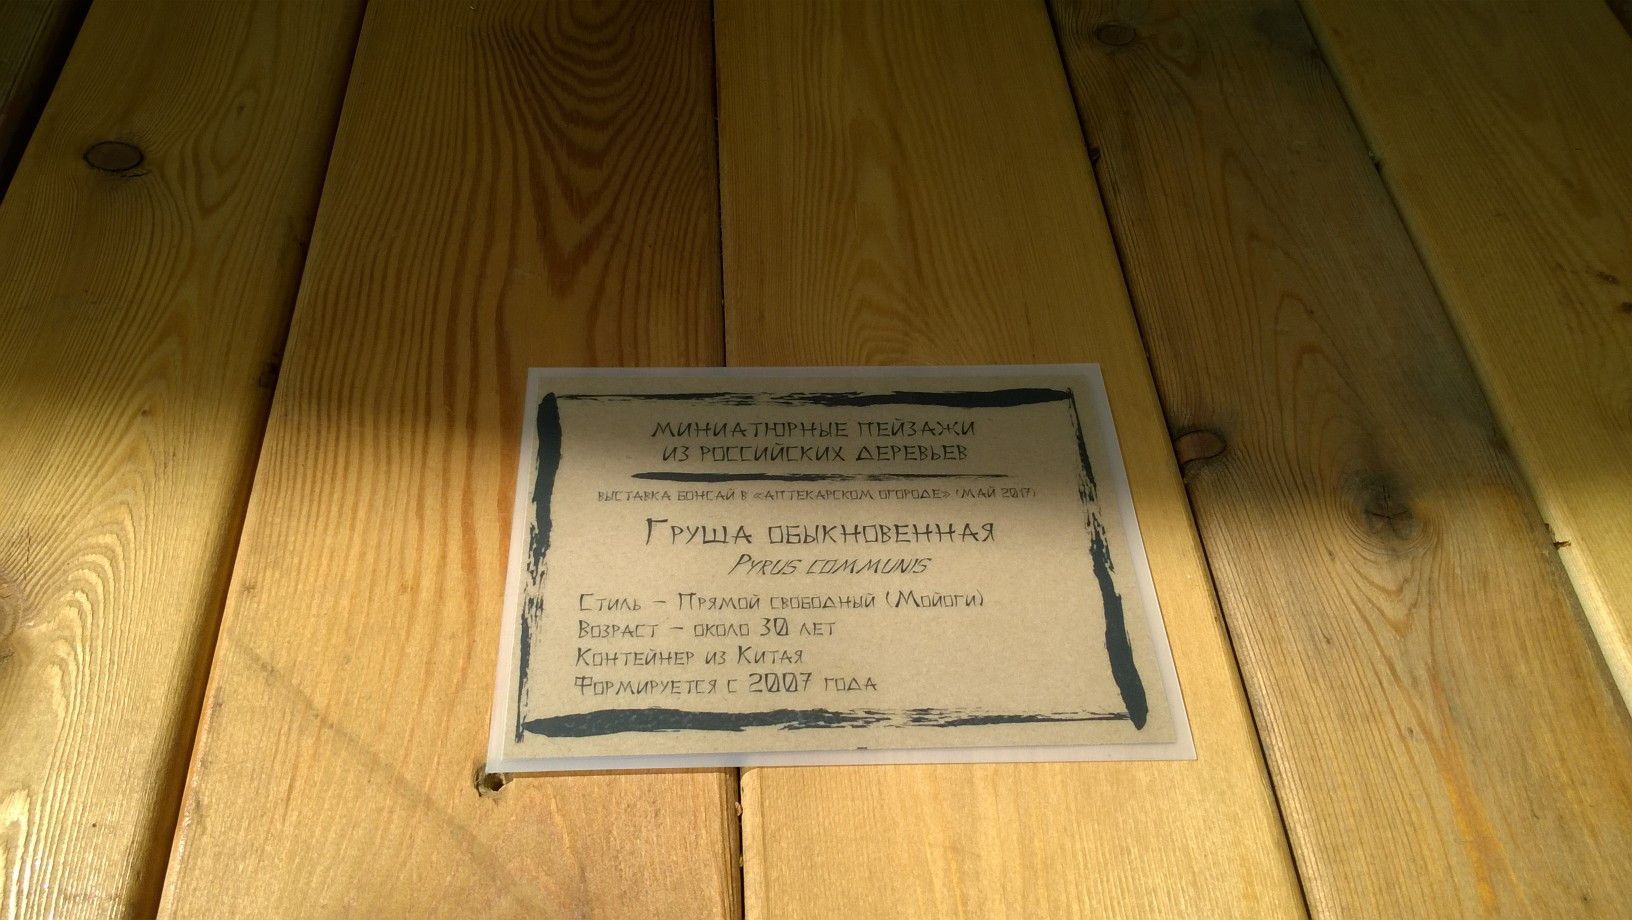 МИНИАТЮРНЫЕ ПЕЙЗАЖИ
ИЗ РОССИЙСКИХ ДЕРЕВЬЕВ
ВЫСТАВКА БОНСАЙ В «АПТЕКАРСКОМ ОГОРОДЕ» (МАЙ 2017)
ГРУША ОБЫКНОВЕННАЯ
PYRUS COMMUNIS
СТИЛЬ – ПРЯМОЙ СВОБОДНЫЙ (МОЙОГИ)
ВОЗРАСТ – ОКОЛО 30 ЛЕТ
КОНТЕЙНЕР ИЗ КИТАЯ
ФОРМИРУЕТСЯ С 2007 ГОДА